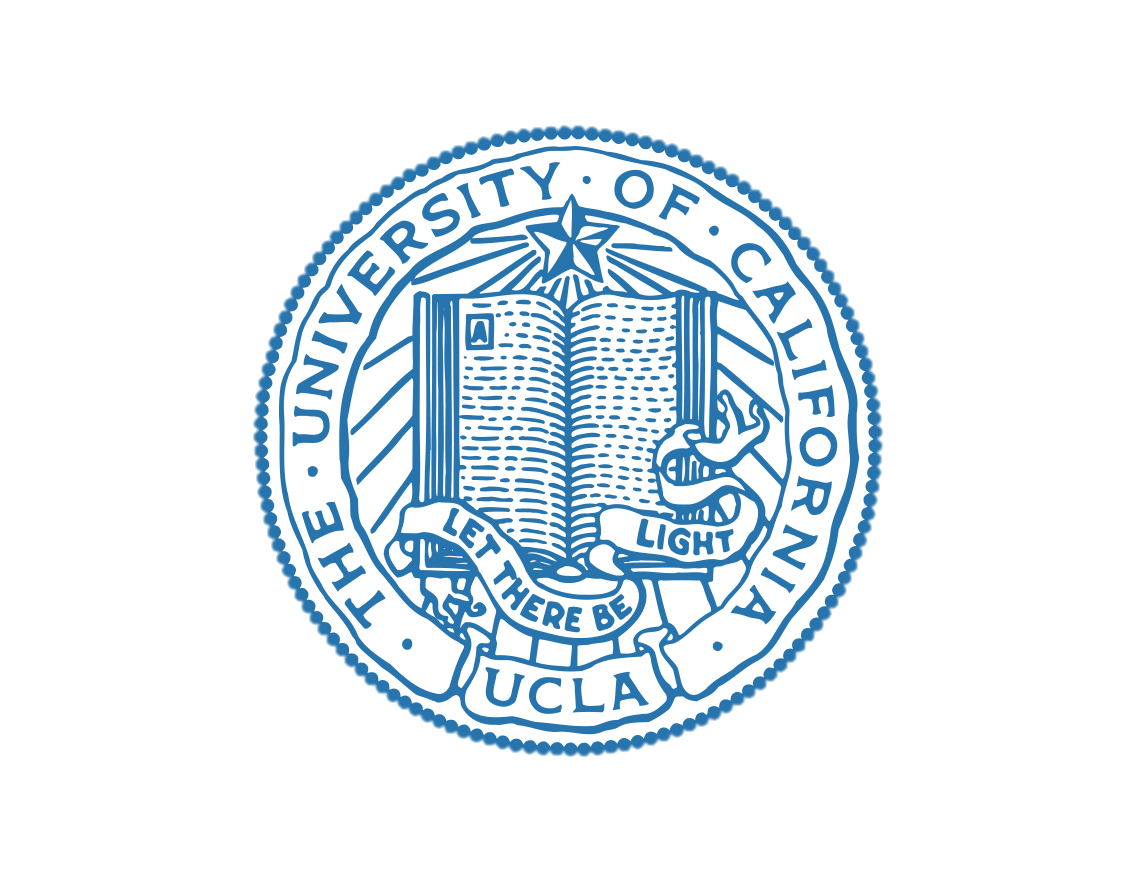 THE · UNIVERSITY · OF · CALIFORNIA
A
LET THERE BE
LIGHT
UCLA